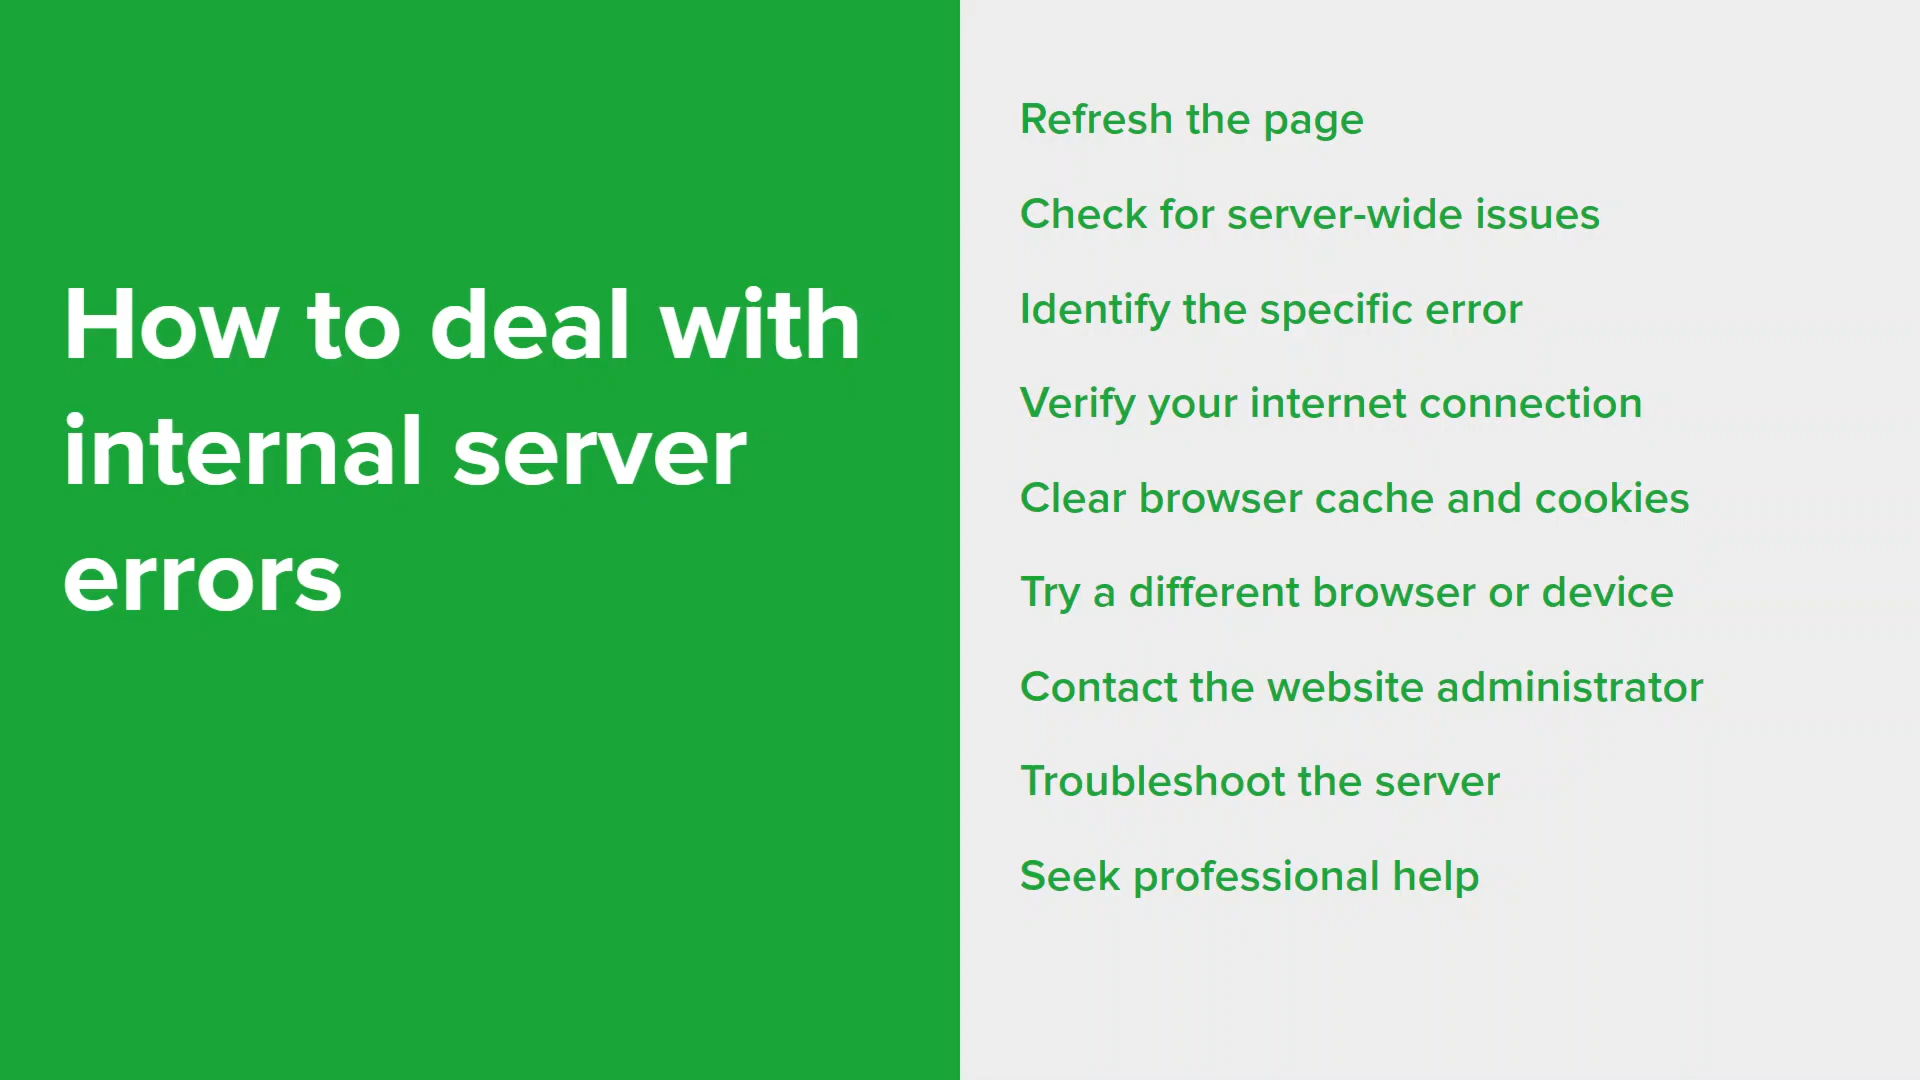 How to deal with
internal server
errors
Refresh the page
Check for server-wide issues
Identify the specific error
Verify your internet connection
Clear browser cache and cookies
Try a different browser or device
Contact the website administrator
Troubleshoot the server
Seek professional help